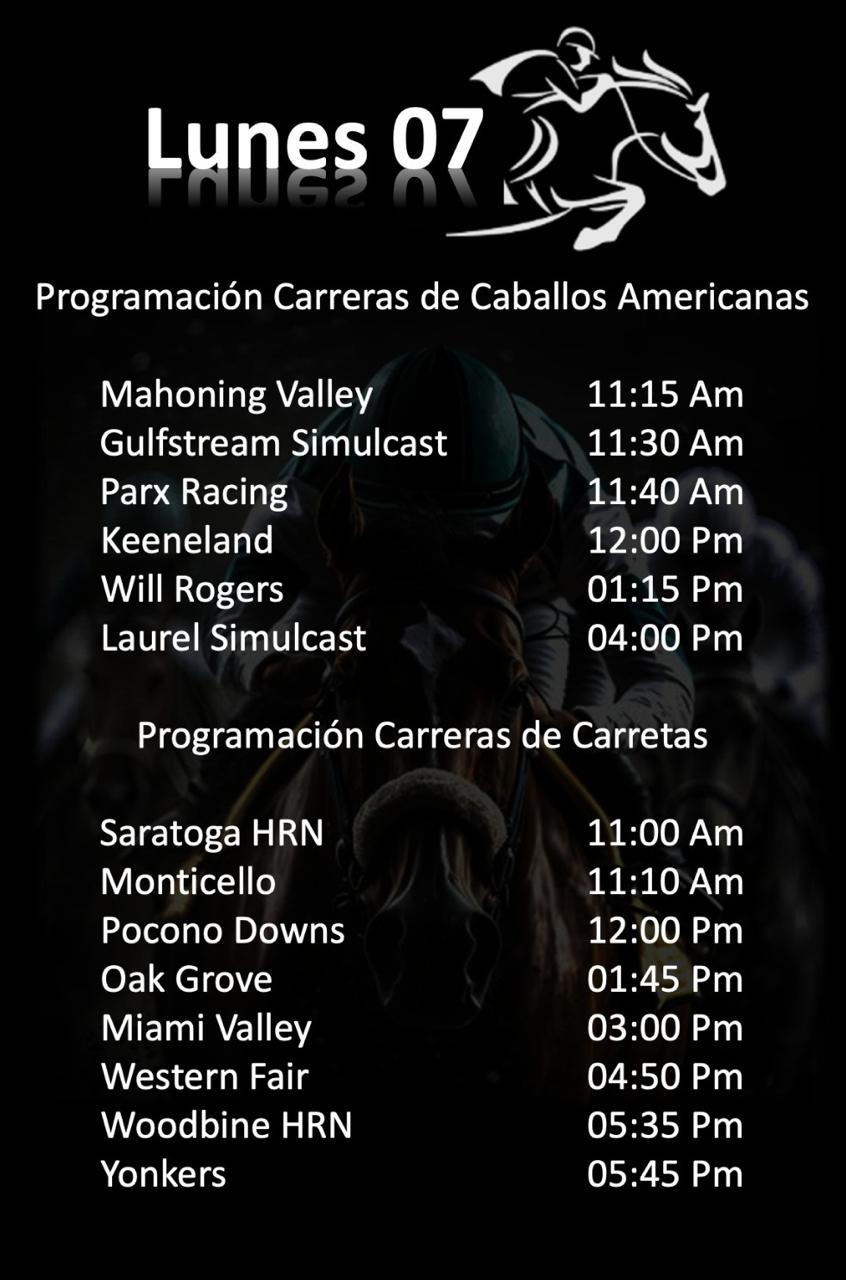 Lunes 07
Programación Carreras de Caballos Americanas
Mahoning Valley 11:15 Am
Gulfstream Simulcast 11:30 Am
Parx Racing 11:40 Am
Keeneland 12:00 Pm
Will Rogers 01:15 Pm
Laurel Simulcast 04:00 Pm
Programación Carreras de Carretas
Saratoga HRN 11:00 Am
Monticello 11:10 Am
Pocono Downs 12:00 Pm
Oak Grove 01:45 Pm
Miami Valley 03:00 Pm
Western Fair 04:50 Pm
Woodbine HRN 05:35 Pm
Yonkers 05:45 Pm